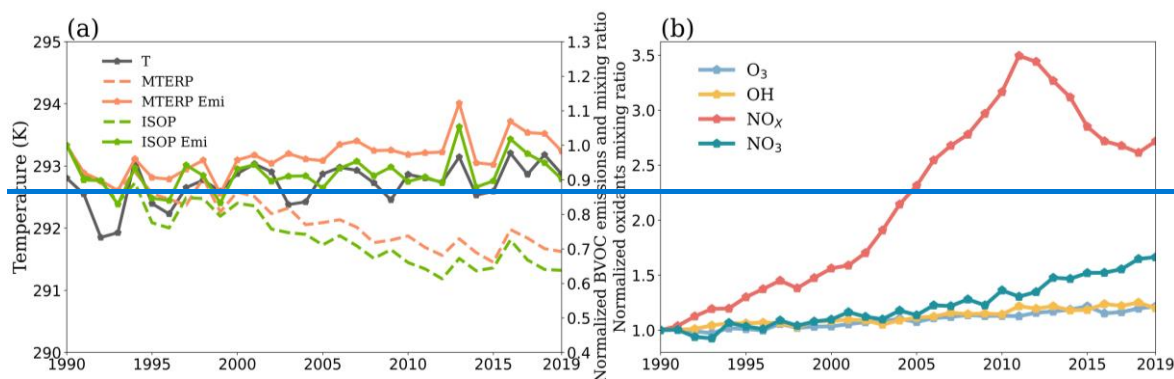 (a)
295
294
293
292
291
290
Temperature (K)
T
MTERP
MTERP Emi
ISOP
ISOP Emi
1.3
1.2
1.1
1.0
0.9
0.8
0.7
0.6
0.5
0.4
Normalized BVOC emissions and mixing ratio
1990
1995
2000
2005
2010
2015
2019
(b)
3.5
3.0
2.5
2.0
1.5
1.0
Normalized oxidants mixing ratio
O₃
OH
NOₓ
NO₃
1990
1995
2000
2005
2010
2015
2019